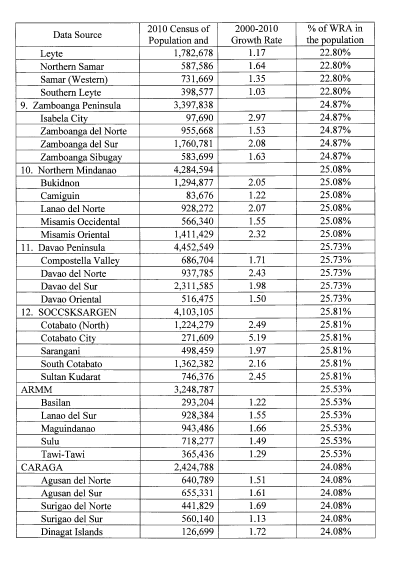 Data Source 2010 Census of Population and 2000-2010 Growth Rate % of WRA in the population
Leyte 1,782,678 1.17 22.80%
Northern Samar 587,586 1.64 22.80%
Samar (Western) 731,669 1.35 22.80%
Southern Leyte 398,577 1.03 22.80%
9. Zamboanga Peninsula 3,397,838 24.87%
Isabela City 97,690 2.97 24.87%
Zamboanga del Norte 955,668 1.53 24.87%
Zamboanga del Sur 1,760,781 2.08 24.87%
Zamboanga Sibugay 583,699 1.63 24.87%
10. Northern Mindanao 4,284,594 25.08%
Bukidnon 1,294,877 2.05 25.08%
Camiguin 83,676 1.22 25.08%
Lanao del Norte 928,272 2.07 25.08%
Misamis Occidental 566,340 1.55 25.08%
Misamis Oriental 1,411,429 2.32 25.08%
11. Davao Peninsula 4,452,549 25.73%
Compostella Valley 686,704 1.71 25.73%
Davao del Norte 937,785 2.43 25.73%
Davao del Sur 2,311,585 1.98 25.73%
Davao Oriental 516,475 1.50 25.73%
12. SOCCSKSARGEN 4,103,105 25.81%
Cotabato (North) 1,224,279 2.49 25.81%
Cotabato City 271,609 5.19 25.81%
Sarangani 498,459 1.97 25.81%
South Cotabato 1,362,382 2.16 25.81%
Sultan Kudarat 746,376 2.45 25.81%
ARMM 3,248,787 25.53%
Basilan 293,204 1.22 25.53%
Lanao del Sur 928,384 1.55 25.53%
Maguindanao 943,486 1.66 25.53%
Sulu 718,277 1.49 25.53%
Tawi-Tawi 365,436 1.29 25.53%
CARAGA 2,424,788 24.08%
Agusan del Norte 640,789 1.51 24.08%
Agusan del Sur 655,331 1.61 24.08%
Surigao del Norte 441,829 1.69 24.08%
Surigao del Sur 560,140 1.13 24.08%
Dinagat Islands 126,699 1.72 24.08%